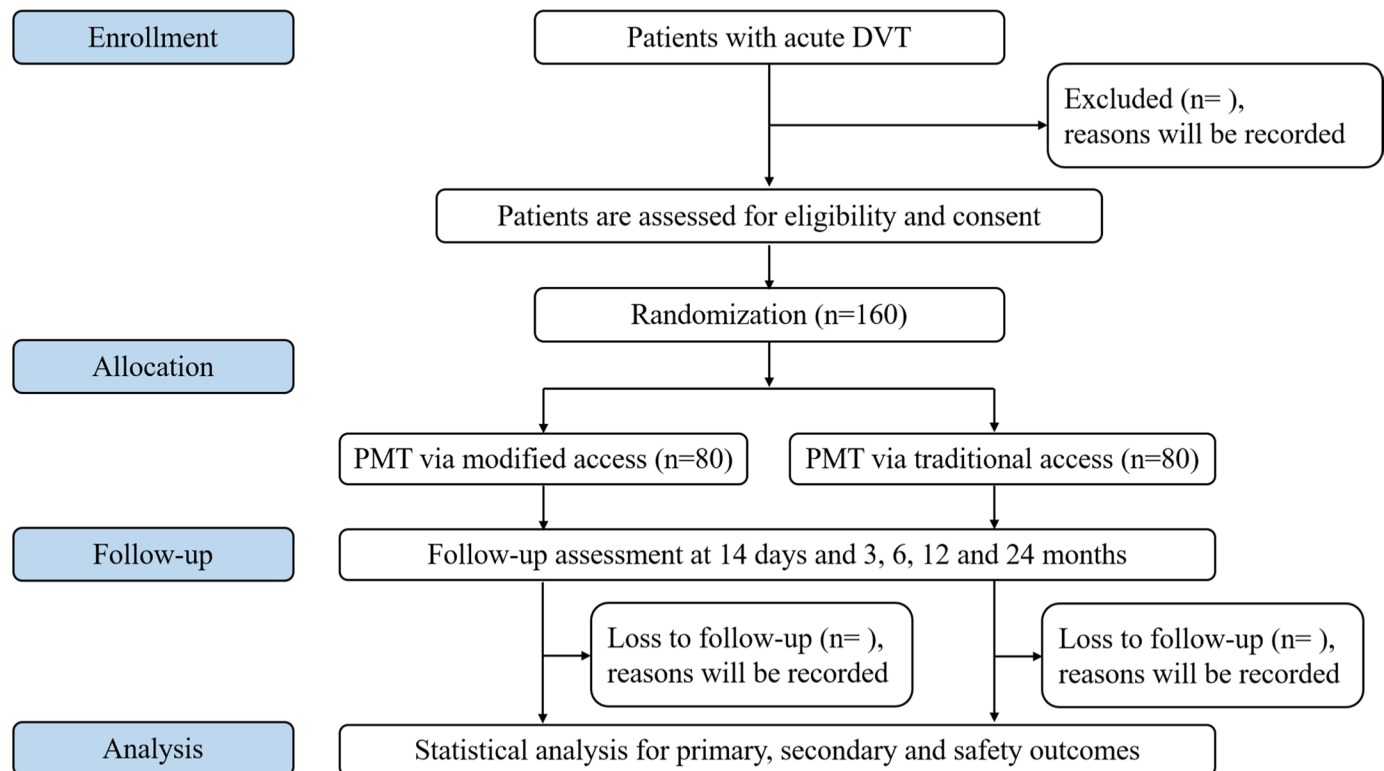 Enrollment
Patients with acute DVT
Excluded (n= ),
reasons will be recorded
Patients are assessed for eligibility and consent
Randomization (n=160)
Allocation
PMT via modified access (n=80)
PMT via traditional access (n=80)
Follow-up
Follow-up assessment at 14 days and 3, 6, 12 and 24 months
Loss to follow-up (n= ),
reasons will be recorded
Loss to follow-up (n= ),
reasons will be recorded
Analysis
Statistical analysis for primary, secondary and safety outcomes